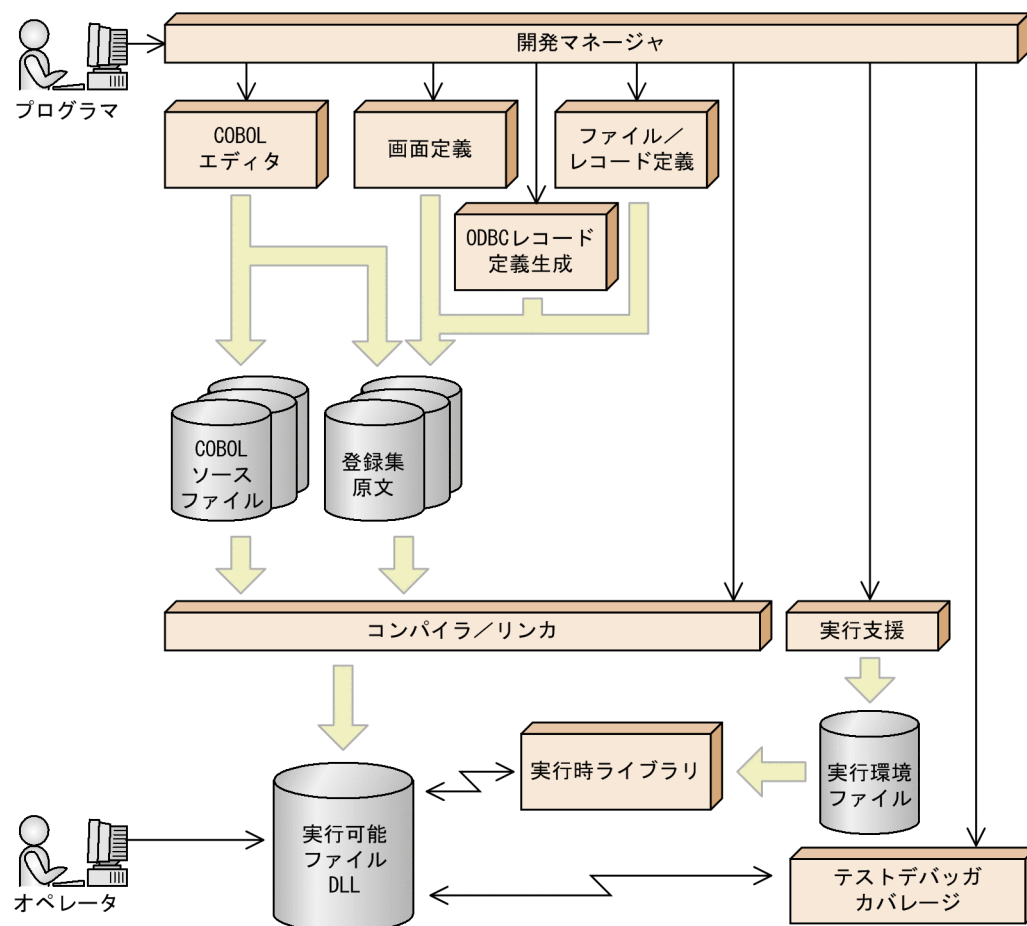 開発マネージャ
プログラマ
COBOL
エディタ
画面定義
ファイル／
レコード定義
ODBCレコード
定義生成
COBOL
ソース
ファイル
登録集
原文
コンパイラ／リンカ
実行支援
実行時ライブラリ
実行環境
ファイル
実行可能
ファイル
DLL
オペレータ
テストデバッガ
カバレージ